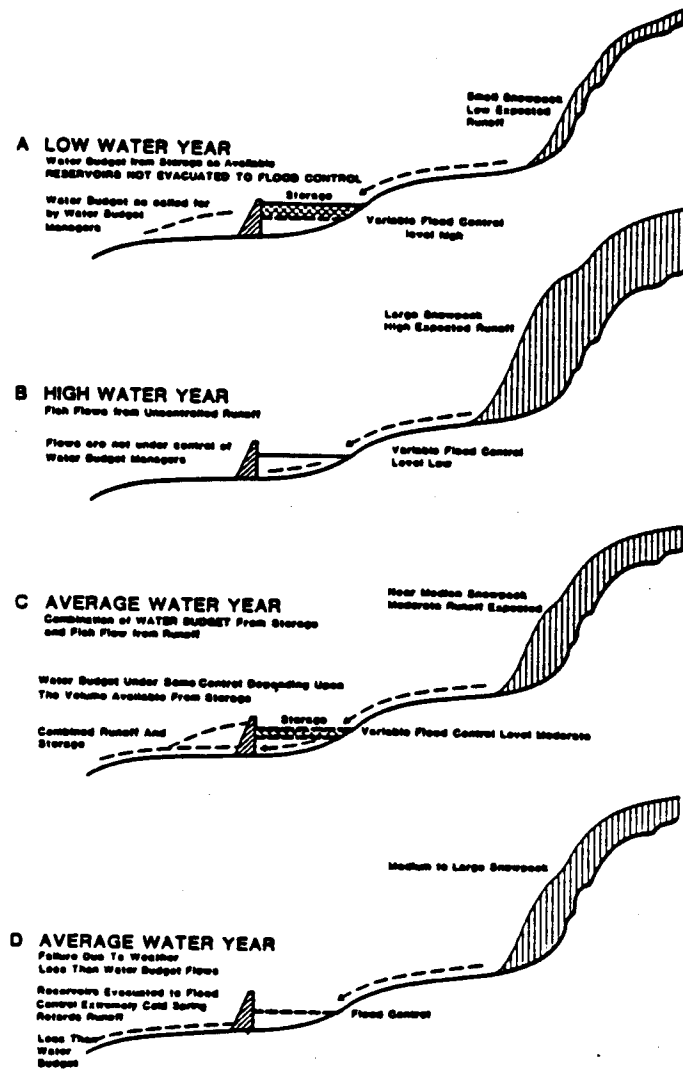 Small Snowpack
Low Expected
Runoff
A LOW WATER YEAR
Water Budget from Storage as Available
RESERVOIRS NOT EVACUATED TO FLOOD CONTROL
Storage
Water Budget as called for
by Water Budget
Managers
Variable Flood Control
level high
Large Snowpack
High Expected Runoff
B HIGH WATER YEAR
Fish Flows from Uncontrolled Runoff
Flows are not under control of
Water Budget Managers
Variable Flood Control
Level Low
Near Median Snowpack
Moderate Runoff Expected
C AVERAGE WATER YEAR
Combination of WATER BUDGET From Storage
and Fish Flow from Runoff
Water Budget Under Some Control Depending Upon
The Volume Available From Storage
Storage
Combined Runoff And
Storage
Variable Flood Control Level Moderate
Medium to Large Snowpack
D AVERAGE WATER YEAR
Failure Due To Weather
Less Than Water Budget Flows
Reservoirs Evacuated to Flood
Control Extremely Cold Spring
Retards Runoff
Flood Control
Less Than
Water
Budget